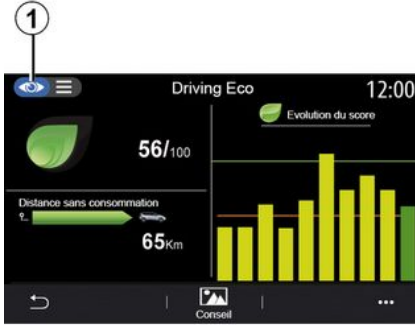 1
Driving Eco
12:00
Evolution du score
56/100
Distance sans consommation
65Km
Conseil